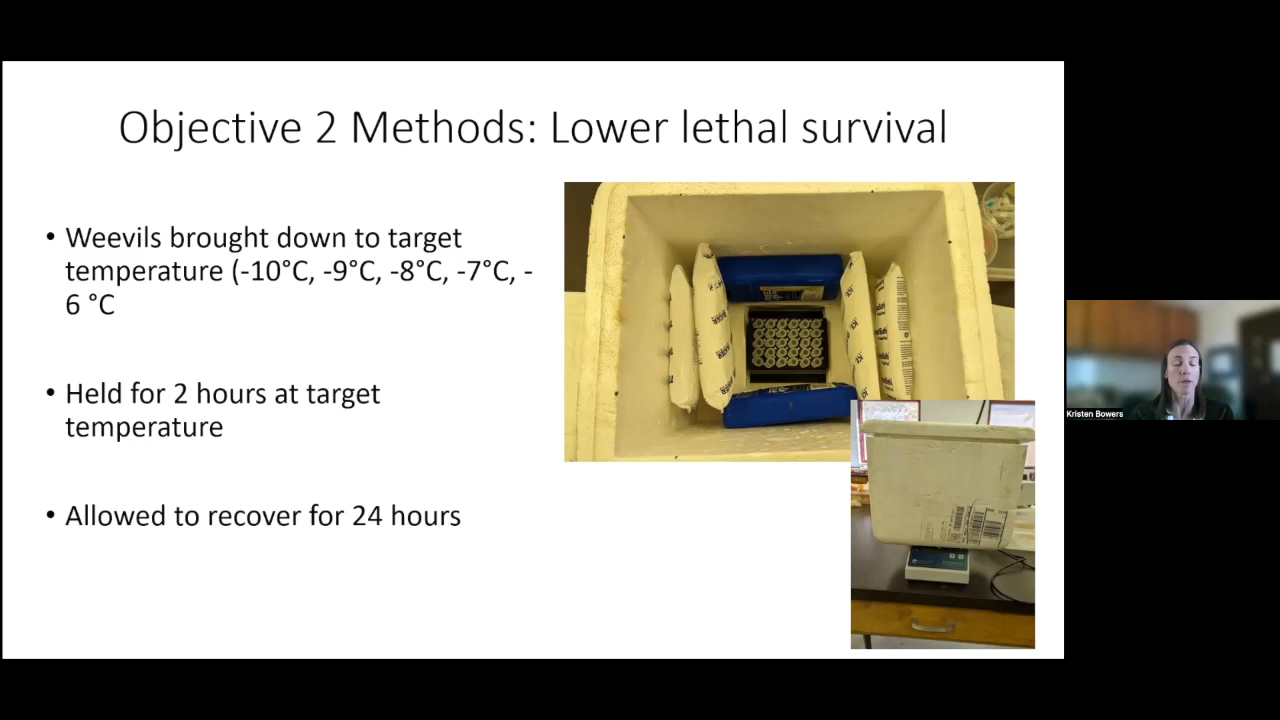 Objective 2 Methods: Lower lethal survival
• Weevils brought down to target
temperature (-10°C, -9°C, -8°C, -7°C, -
6 °C
• Held for 2 hours at target
temperature
• Allowed to recover for 24 hours
Kristen Bowers